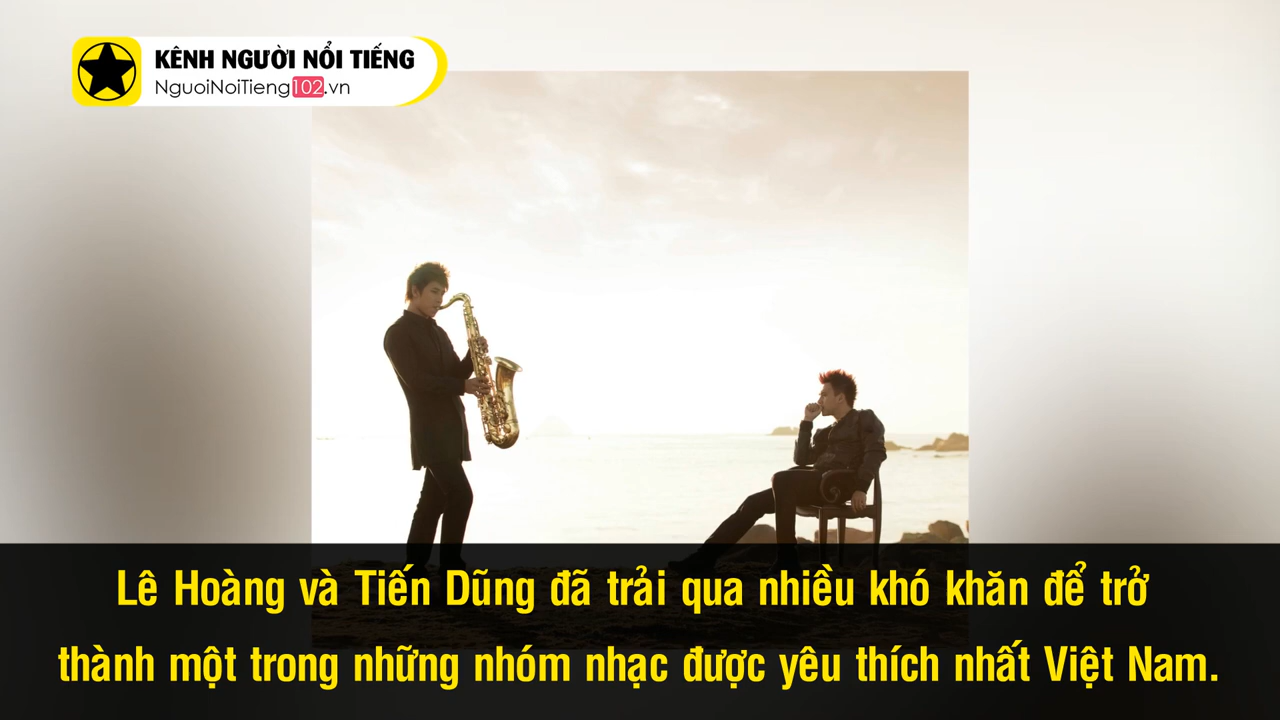 KÊNH NGƯỜI NỔI TIẾNG
NguoiNoiTieng102.vn
Lê Hoàng và Tiến Dũng đã trải qua nhiều khó khăn để trở
thành một trong những nhóm nhạc được yêu thích nhất Việt Nam.